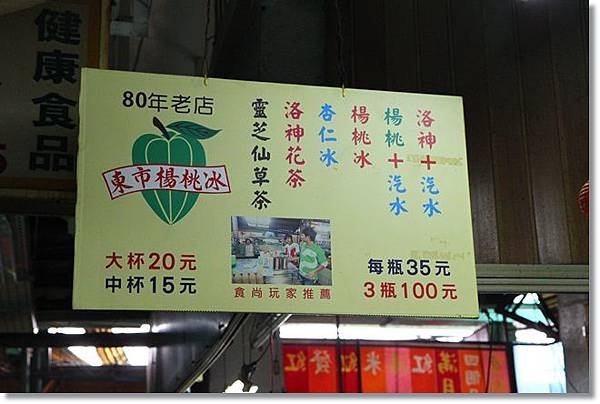 健康食品
80年老店
東市楊桃冰
大杯20元
中杯15元
洛神+汽水
楊桃+汽水
楊桃冰
杏仁冰
洛神花茶
靈芝仙草茶
食尚玩家推薦
每瓶35元
3瓶100元